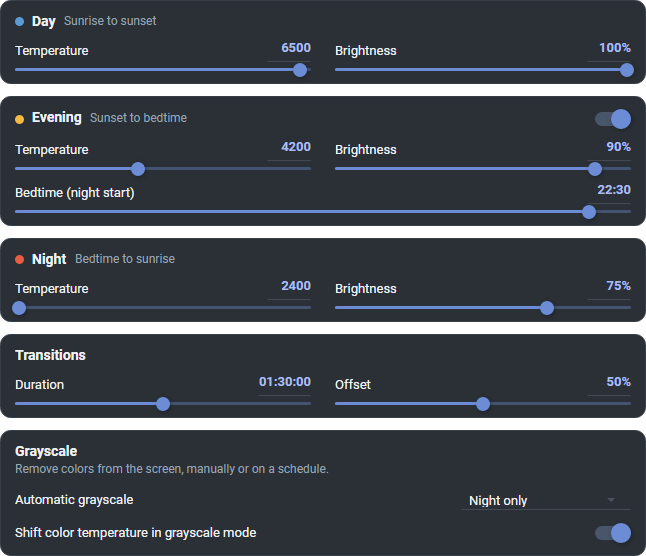 Day Sunrise to sunset
Temperature 6500 Brightness 100%
Evening Sunset to bedtime
Temperature 4200 Brightness 90%
Bedtime (night start) 22:30
Night Bedtime to sunrise
Temperature 2400 Brightness 75%
Transitions
Duration 01:30:00 Offset 50%
Grayscale
Remove colors from the screen, manually or on a schedule.
Automatic grayscale Night only
Shift color temperature in grayscale mode